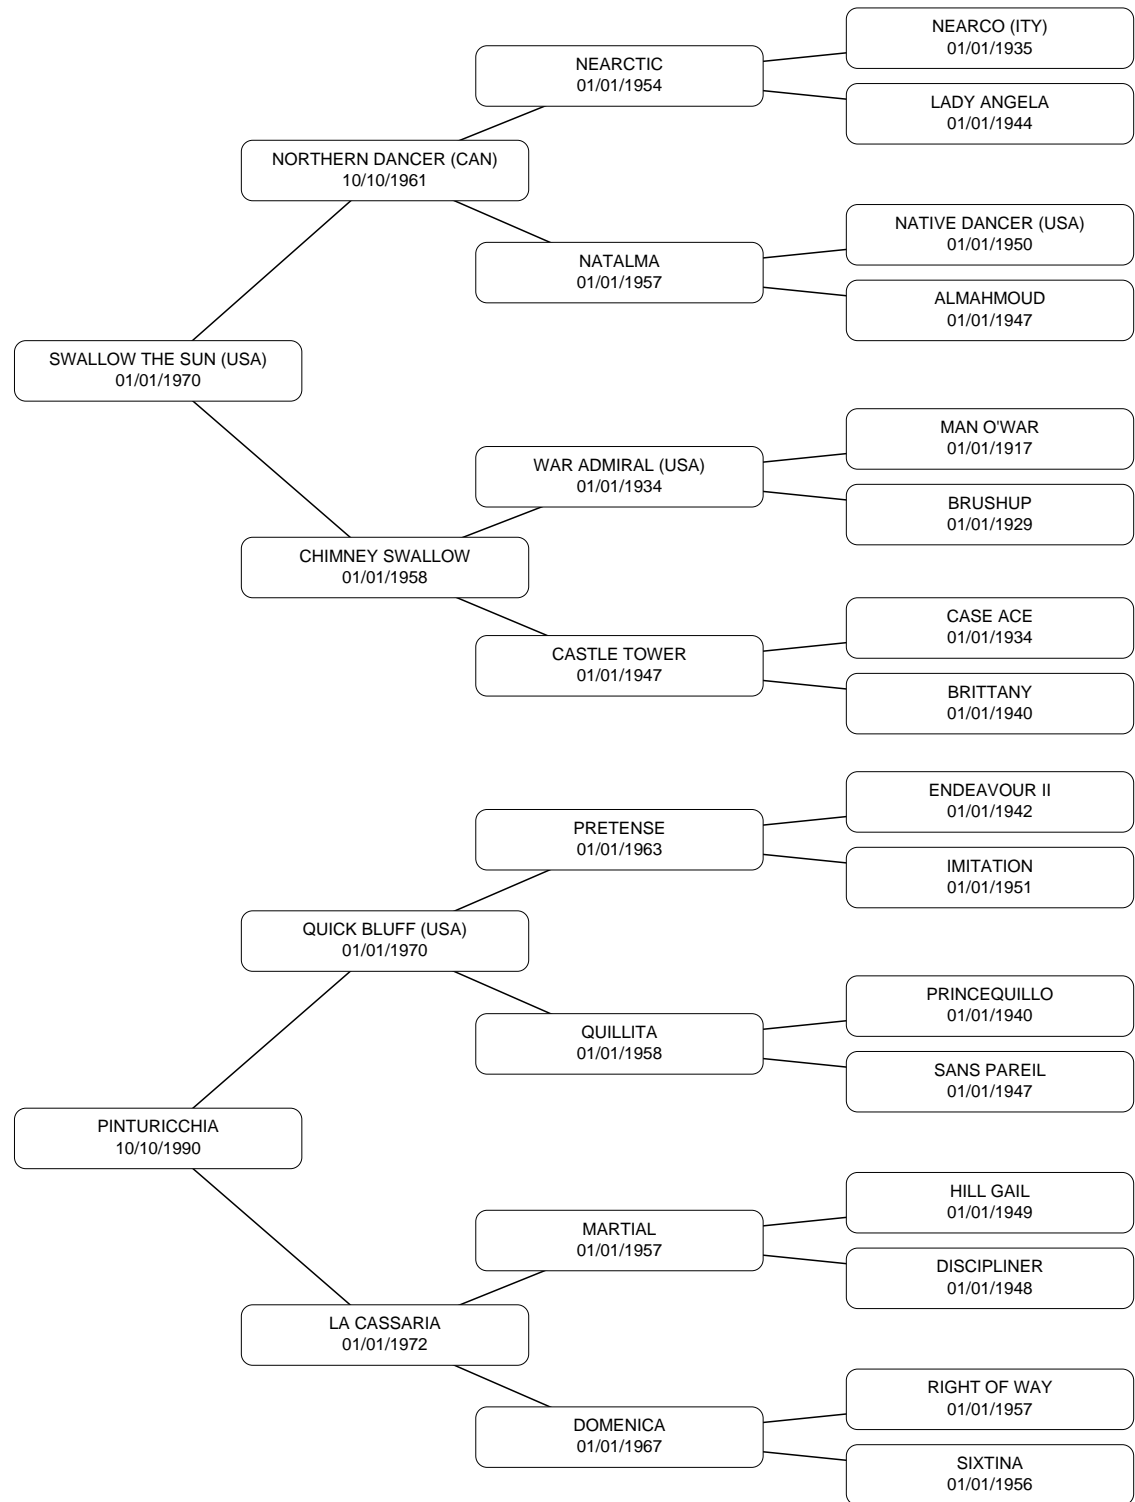 NEARCO (ITY)
01/01/1935
NEARCTIC
01/01/1954
LADY ANGELA
01/01/1944
NORTHERN DANCER (CAN)
10/10/1961
NATIVE DANCER (USA)
01/01/1950
NATALMA
01/01/1957
ALMAHMOUD
01/01/1947
SWALLOW THE SUN (USA)
01/01/1970
MAN O'WAR
01/01/1917
WAR ADMIRAL (USA)
01/01/1934
BRUSHUP
01/01/1929
CHIMNEY SWALLOW
01/01/1958
CASE ACE
01/01/1934
CASTLE TOWER
01/01/1947
BRITTANY
01/01/1940
ENDEAVOUR II
01/01/1942
PRETENSE
01/01/1963
IMITATION
01/01/1951
QUICK BLUFF (USA)
01/01/1970
PRINCEQUILLO
01/01/1940
QUILLITA
01/01/1958
SANS PAREIL
01/01/1947
PINTURICCHIA
10/10/1990
HILL GAIL
01/01/1949
MARTIAL
01/01/1957
DISCIPLINER
01/01/1948
LA CASSARIA
01/01/1972
RIGHT OF WAY
01/01/1957
DOMENICA
01/01/1967
SIXTINA
01/01/1956